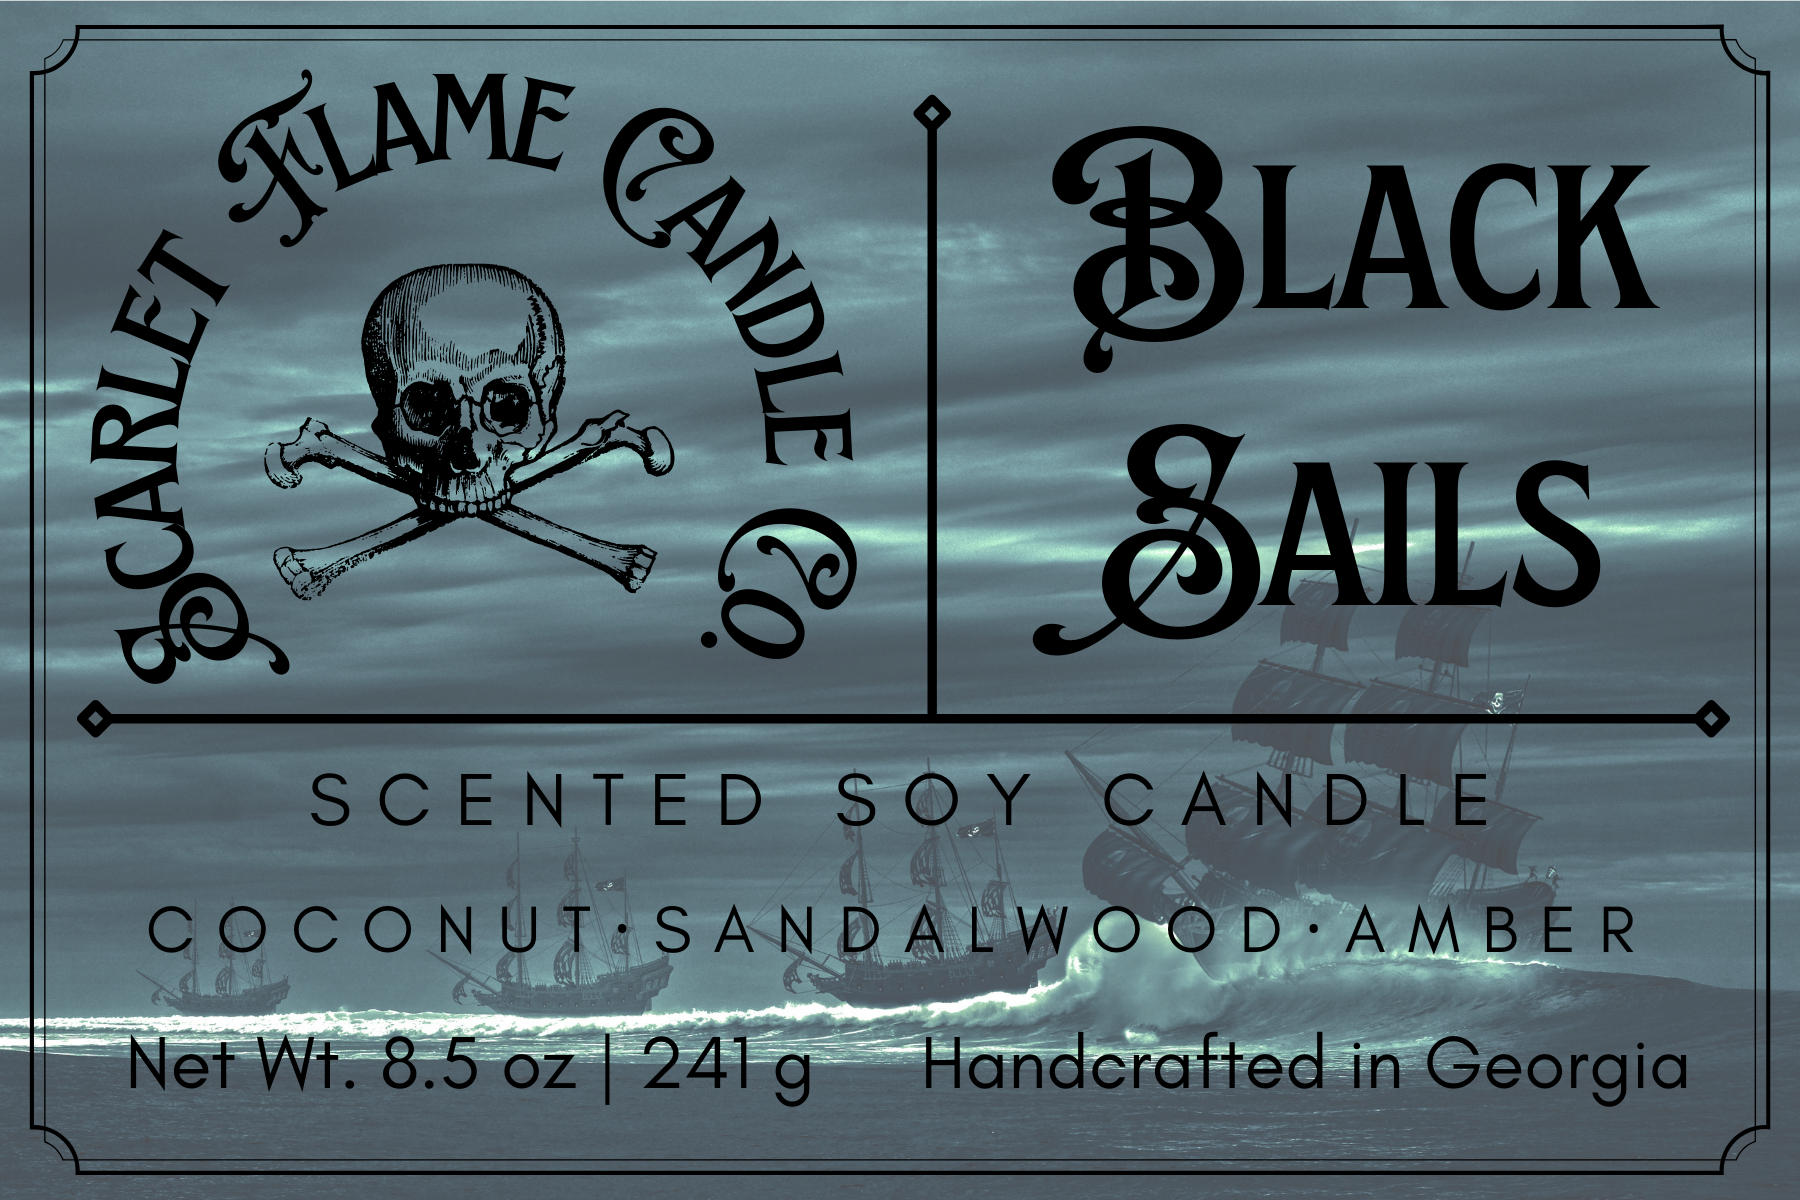 Scarlet Flame Candle Co.
Black
Sails
SCENTED SOY CANDLE
COCONUT·SANDALWOOD·AMBER
Net Wt. 8.5 oz | 241 g
Handcrafted in Georgia